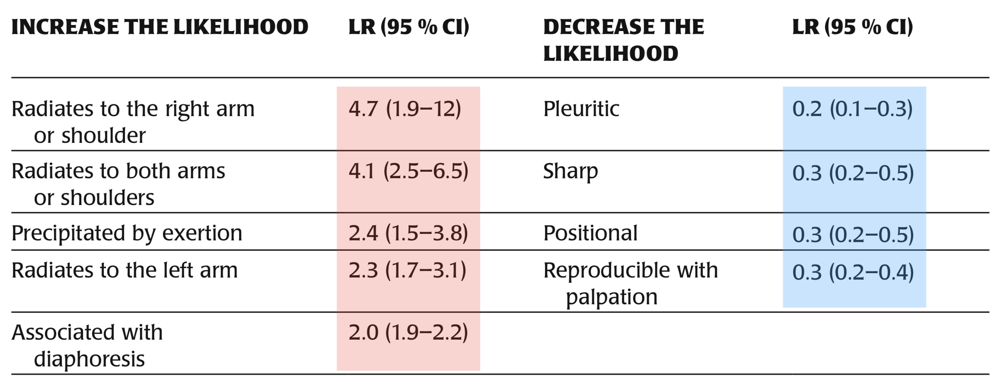 INCREASE THE LIKELIHOOD LR (95 % CI) DECREASE THE LR (95 % CI)
LIKELIHOOD
Radiates to the right arm 4.7 (1.9–12) Pleuritic 0.2 (0.1–0.3)
or shoulder
Radiates to both arms 4.1 (2.5–6.5) Sharp 0.3 (0.2–0.5)
or shoulders
Precipitated by exertion 2.4 (1.5–3.8) Positional 0.3 (0.2–0.5)
Radiates to the left arm 2.3 (1.7–3.1) Reproducible with 0.3 (0.2–0.4)
palpation
Associated with 2.0 (1.9–2.2)
diaphoresis